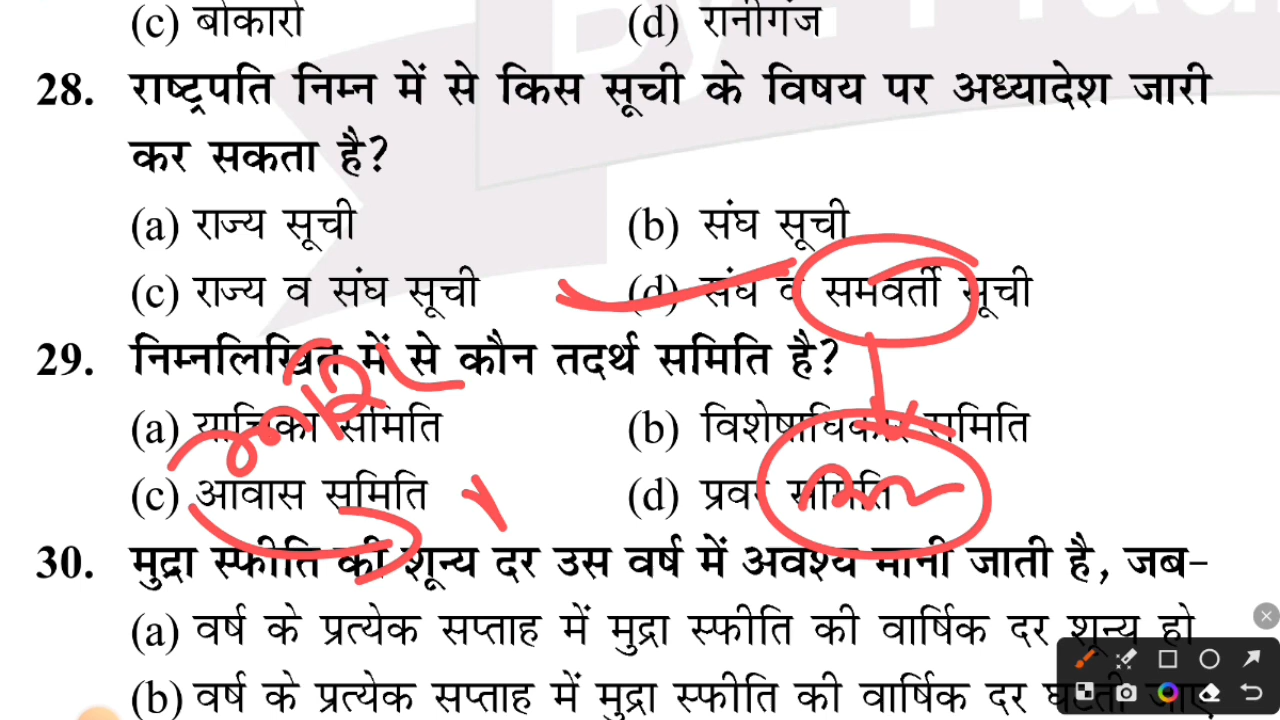 (c) बोकारो (d) रानीगंज
28. राष्ट्रपति निम्न में से किस सूची के विषय पर अध्यादेश जारी
कर सकता है?
(a) राज्य सूची (b) संघ सूची
(c) राज्य व संघ सूची (d) संघ व समवर्ती सूची
29. निम्नलिखित में से कौन तदर्थ समिति है?
(a) याचिका समिति (b) विशेषाधिकार समिति
(c) आवास समिति (d) प्रवर समिति
30. मुद्रा स्फीति की शून्य दर उस वर्ष में अवश्य मानी जाती है, जब-
(a) वर्ष के प्रत्येक सप्ताह में मुद्रा स्फीति की वार्षिक दर शून्य हो
(b) वर्ष के प्रत्येक सप्ताह में मुद्रा स्फीति की वार्षिक दर घटती जाए